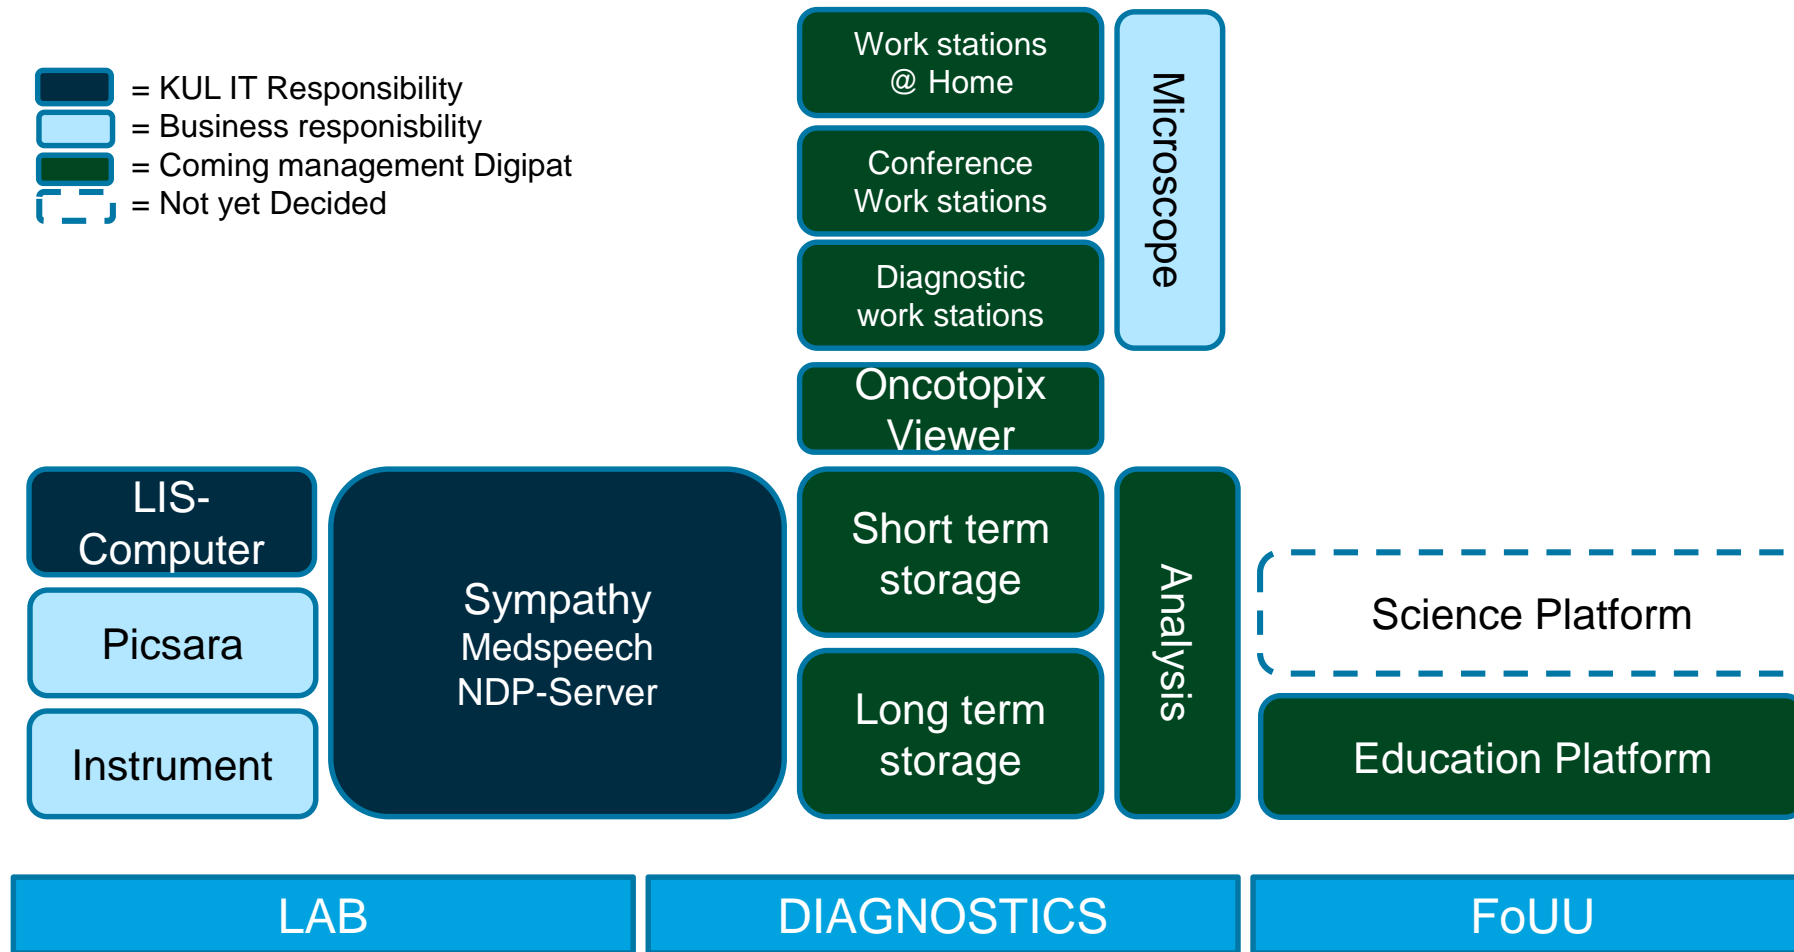 = KUL IT Responsibility
= Business responisbility
= Coming management Digipat
= Not yet Decided
Work stations
@ Home
Conference
Work stations
Diagnostic
work stations
Microscope
Oncotopix
Viewer
LIS-
Computer
Picsara
Instrument
Sympathy
Medspeech
NDP-Server
Short term
storage
Long term
storage
Analysis
Science Platform
Education Platform
LAB
DIAGNOSTICS
FoUU